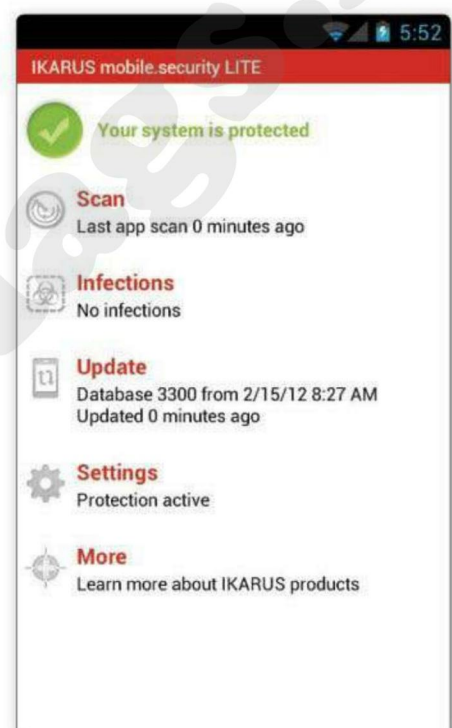 5:52
IKARUS mobile.security LITE
Your system is protected
Scan
Last app scan 0 minutes ago
Infections
No infections
Update
Database 3300 from 2/15/12 8:27 AM
Updated 0 minutes ago
Settings
Protection active
More
Learn more about IKARUS products